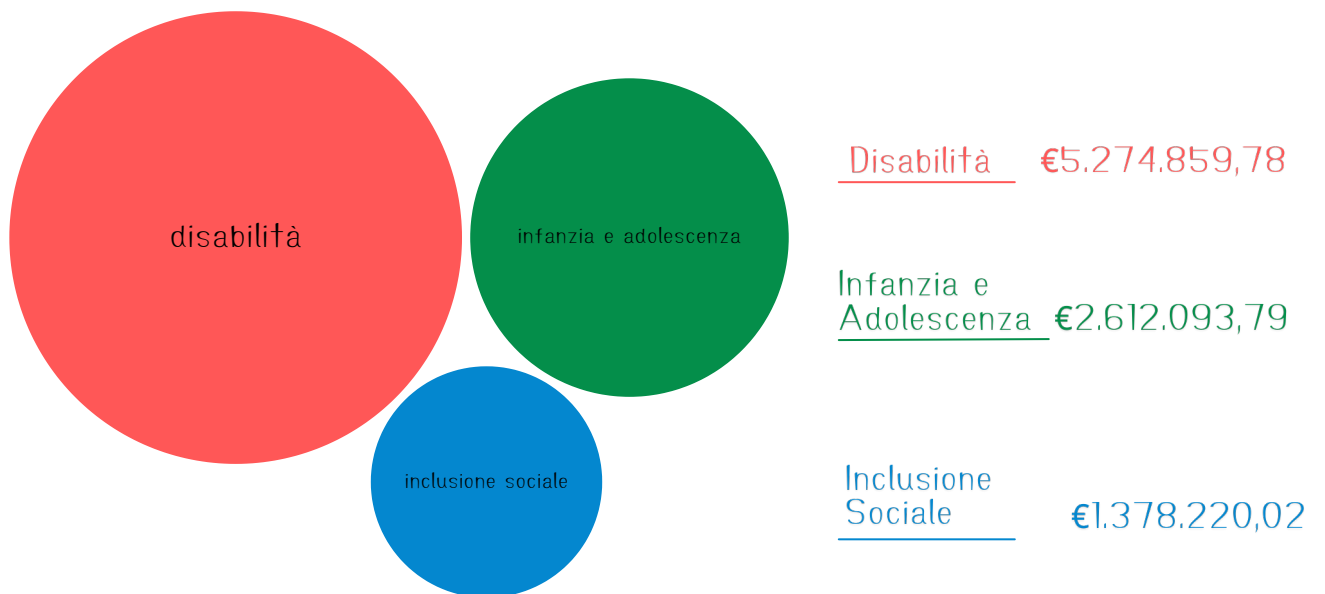 disabilità
infanzia e adolescenza
inclusione sociale
Disabilità €5.274.859,78
Infanzia e
Adolescenza €2.612.093,79
Inclusione
Sociale €1.378.220,02